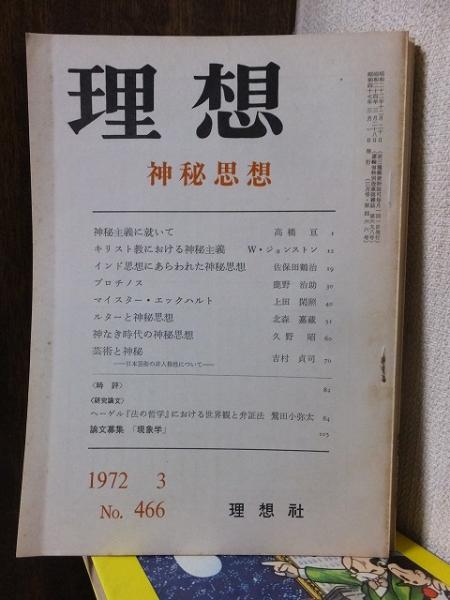 理想
神秘思想
神秘主義に就いて 高橋 亘 1
キリスト教における神秘主義 W・ジョンストン 12
インド思想にあらわれた神秘思想 佐保田鶴治 19
プロチノス 鹿野 治助 30
マイスター・エックハルト 上田 閑照 40
ルターと神秘思想 北森 嘉蔵 51
神なき時代の神秘思想 久野 昭 60
芸術と神秘 吉村 貞司 70
——日本芸術の非人格性について——
〈時 評〉 82
〈研究論文〉
ヘーゲル『法の哲学』における世界観と弁証法 鷲田小弥太 84
論文募集 「現象学」 103
1972 3
No. 466
理想社